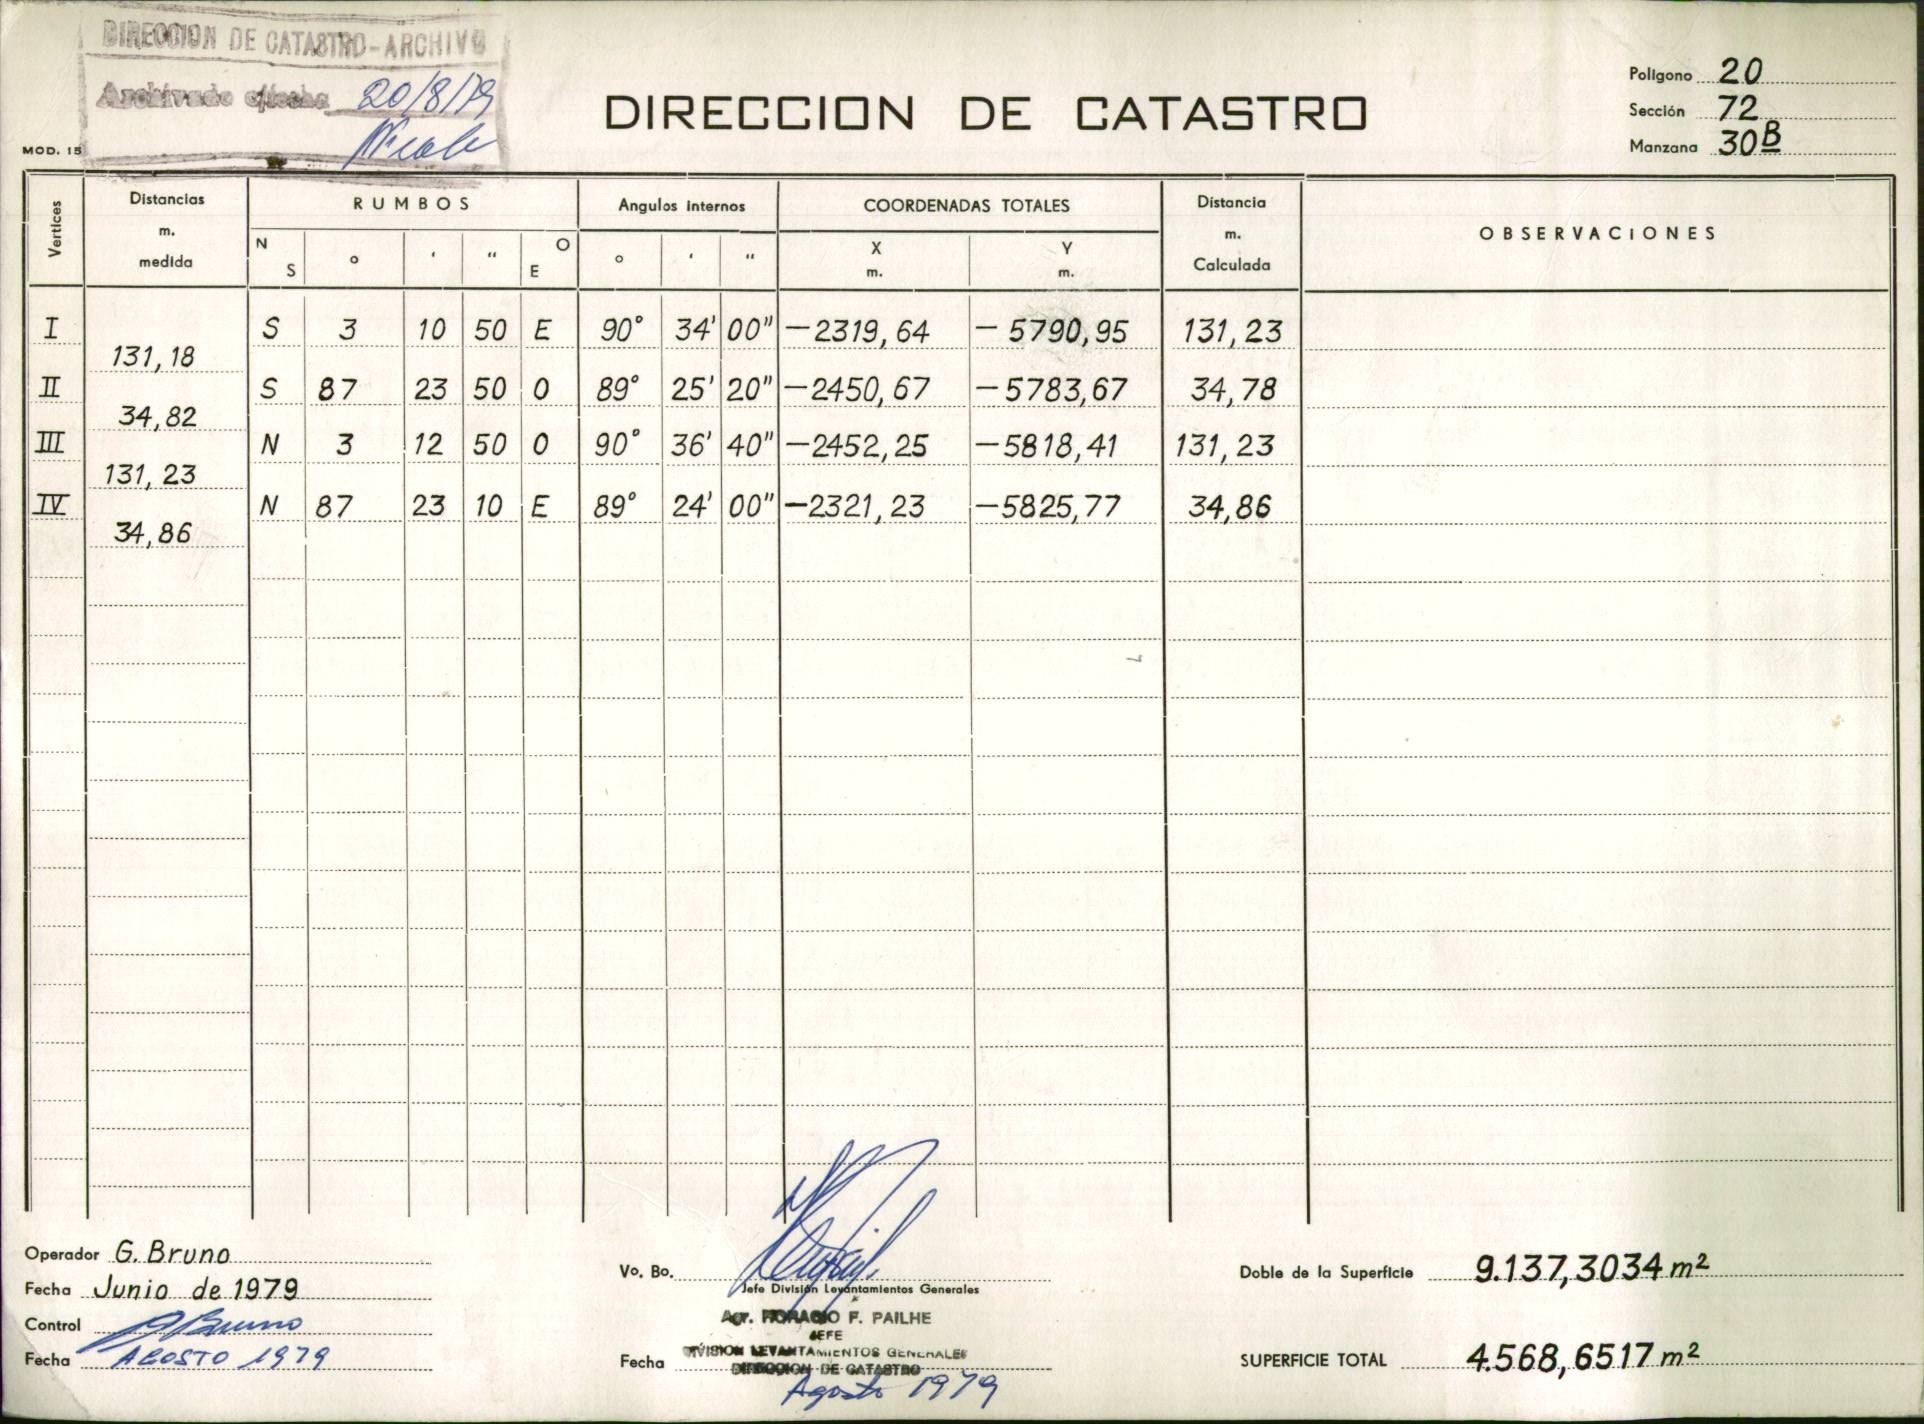 DIRECCION DE CATASTRO-ARCHIVO
Archivado c/fecha 20/8/79
MOD. 15
DIRECCION DE CATASTRO
Polígono 20
Sección 72
Manzana 30B
Vertices Distancias m. medida RUMBOS Angulos internos COORDENADAS TOTALES Distancia m. Calculada OBSERVACIONES
N S ° ' " O E ° ' " X m. Y m.
I S 3 10 50 E 90° 34' 00" -2319,64 -5790,95 131,23
131,18
II S 87 23 50 O 89° 25' 20" -2450,67 -5783,67 34,78
34,82
III N 3 12 50 O 90° 36' 40" -2452,25 -5818,41 131,23
131,23
IV N 87 23 10 E 89° 24' 00" -2321,23 -5825,77 34,86
34,86
Operador G. Bruno
Fecha Junio de 1979
Control G Bruno
Fecha AGOSTO 1979
Vo. Bo.
Jefe División Levantamientos Generales
Agr. HORACIO F. PAILHE
JEFE
DIVISION LEVANTAMIENTOS GENERALES
DIRECCION DE CATASTRO
Fecha Agosto 1979
Doble de la Superficie 9.137,3034 m²
SUPERFICIE TOTAL 4.568,6517 m²